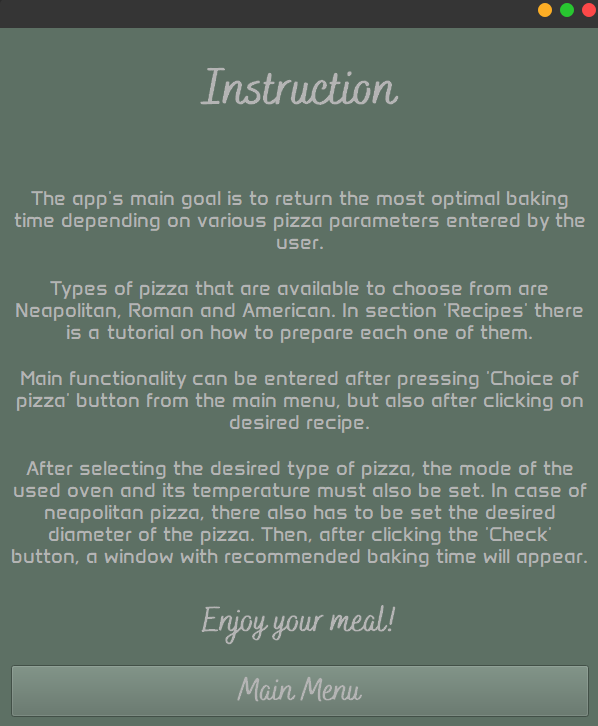 Instruction
The app's main goal is to return the most optimal baking
time depending on various pizza parameters entered by the
user.
Types of pizza that are available to choose from are
Neapolitan, Roman and American. In section 'Recipes' there
is a tutorial on how to prepare each one of them.
Main functionality can be entered after pressing 'Choice of
pizza' button from the main menu, but also after clicking on
desired recipe.
After selecting the desired type of pizza, the mode of the
used oven and its temperature must also be set. In case of
neapolitan pizza, there also has to be set the desired
diameter of the pizza. Then, after clicking the 'Check'
button, a window with recommended baking time will appear.
Enjoy your meal!
Main Menu